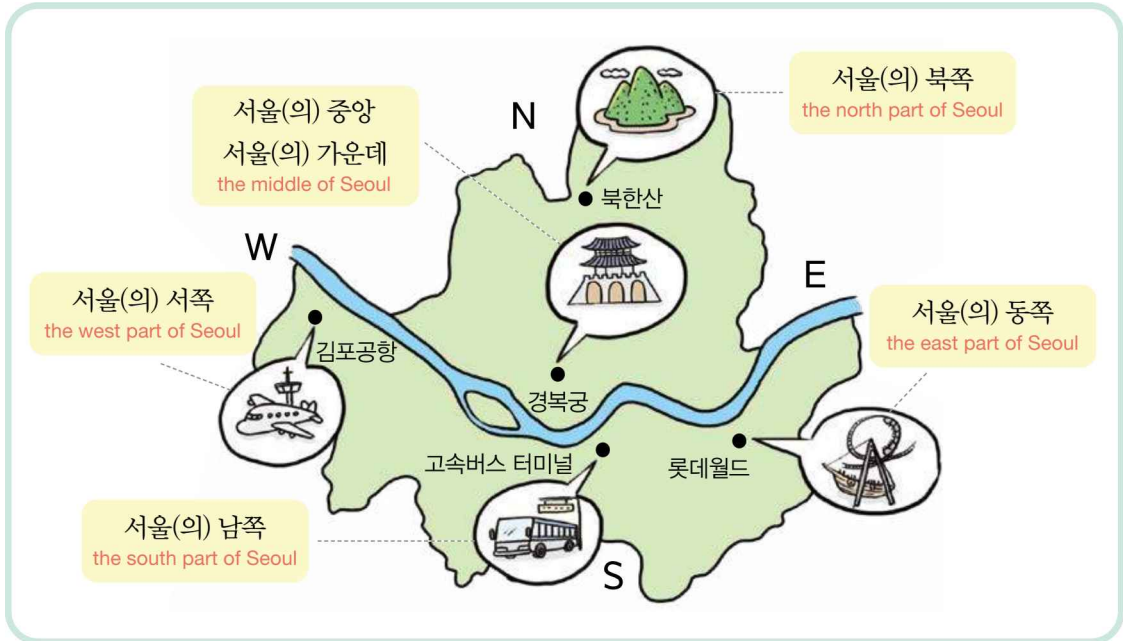 서울(의) 북쪽
the north part of Seoul
서울(의) 중앙
서울(의) 가운데
the middle of Seoul
N
북한산
W
E
서울(의) 서쪽
the west part of Seoul
서울(의) 동쪽
the east part of Seoul
김포공항
경복궁
고속버스 터미널
롯데월드
서울(의) 남쪽
the south part of Seoul
S